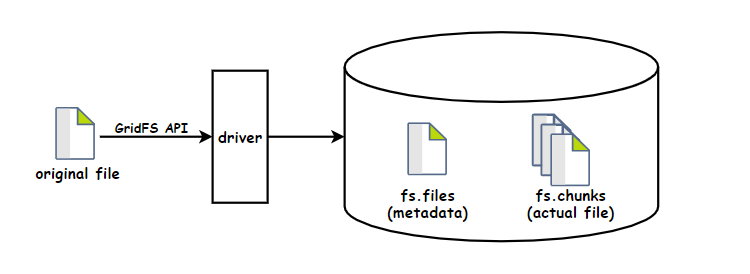 GridFS API
original file
driver
fs.files
(metadata)
fs.chunks
(actual file)